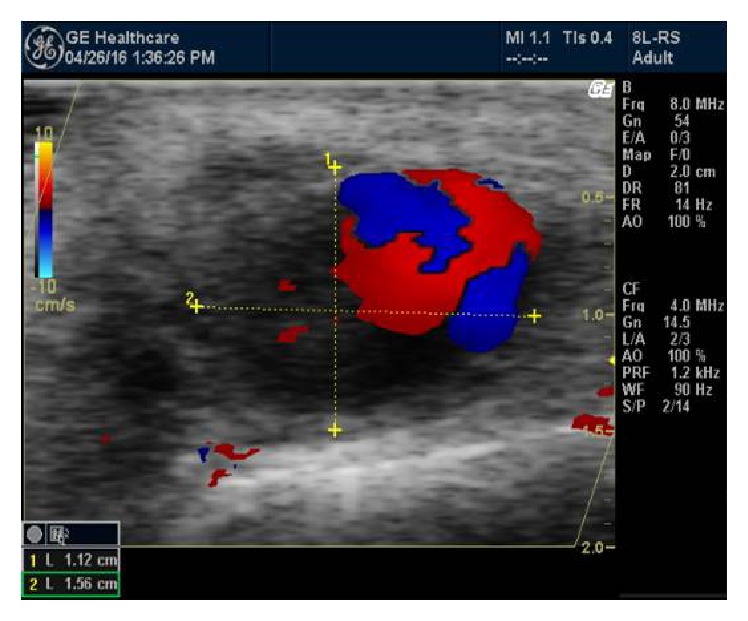 GE Healthcare
04/26/16 1:36:26 PM
MI 1.1 TIs 0.4
--:--:--
8L-RS
Adult
GE
B
Frq 8.0 MHz
Gn 54
E/A 0/3
Map F/0
D 2.0 cm
DR 81
FR 14 Hz
AO 100 %
CF
Frq 4.0 MHz
Gn 14.5
L/A 2/3
AO 100 %
PRF 1.2 kHz
WF 90 Hz
S/P 2/14
10
-10
cm/s
1
2
0.5
1.0
1.5
2.0
1 L 1.12 cm
2 L 1.56 cm